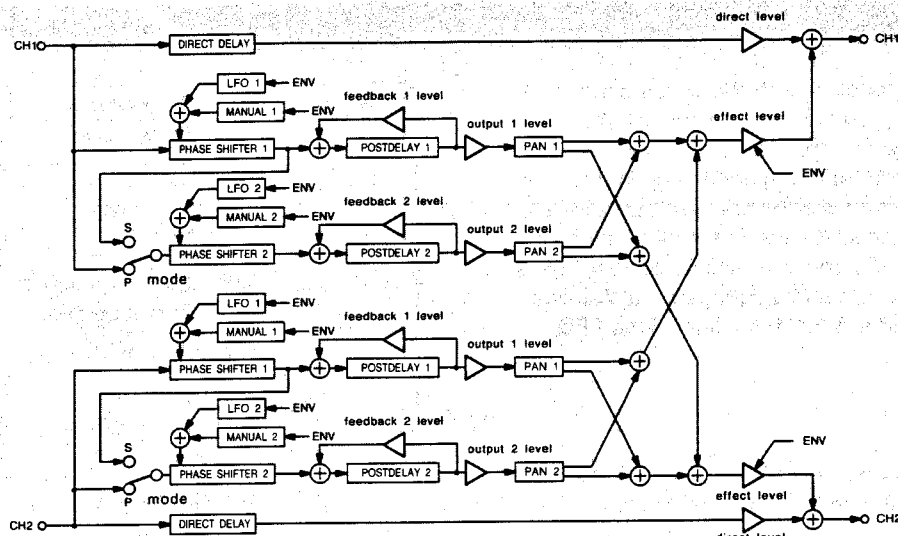 direct level
CH1 DIRECT DELAY CH1
LFO 1 ENV
feedback 1 level
MANUAL 1 ENV
output 1 level effect level
PHASE SHIFTER 1 POSTDELAY 1 PAN 1
ENV
LFO 2 ENV
feedback 2 level
MANUAL 2 ENV
S
output 2 level
PHASE SHIFTER 2 POSTDELAY 2 PAN 2
P mode
LFO 1 ENV
feedback 1 level
MANUAL 1 ENV
output 1 level
PHASE SHIFTER 1 POSTDELAY 1 PAN 1
LFO 2 ENV
feedback 2 level
MANUAL 2 ENV
ENV
S
output 2 level
PHASE SHIFTER 2 POSTDELAY 2 PAN 2
P mode
effect level
CH2 DIRECT DELAY CH2
direct level